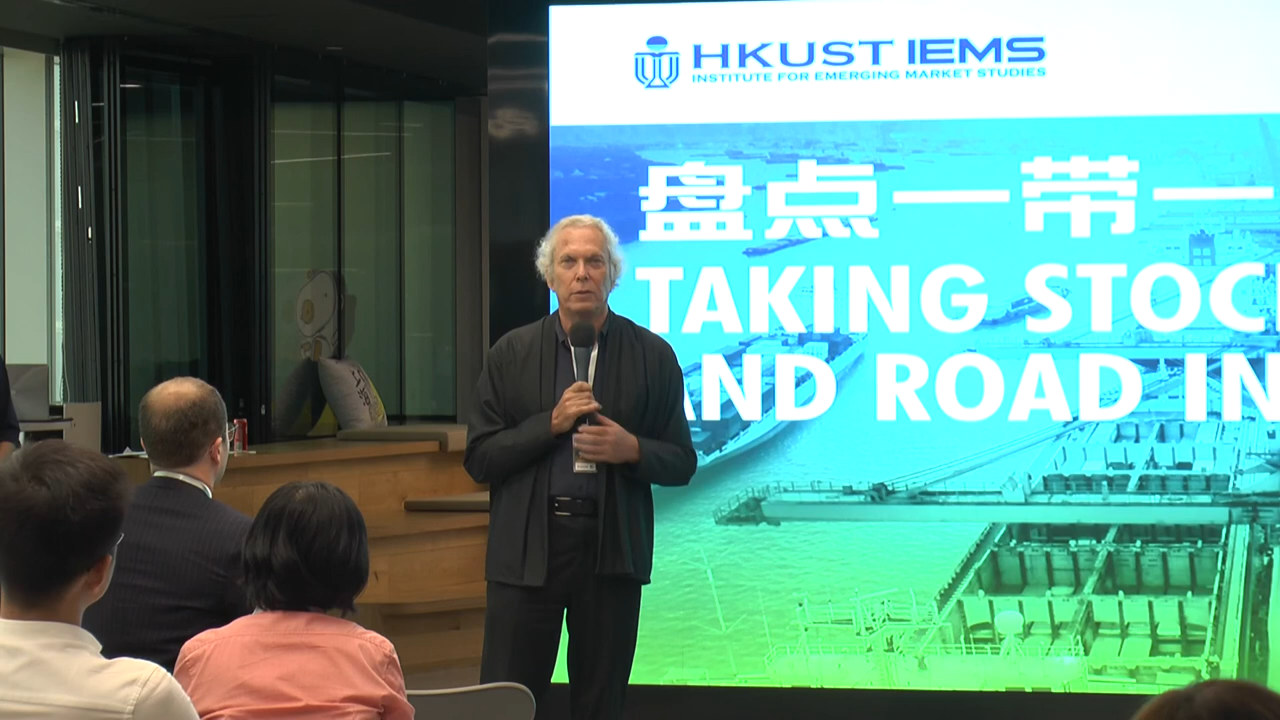 HKUST IEMS
INSTITUTE FOR EMERGING MARKET STUDIES
盘点一带一
TAKING STOC
AND ROAD IN